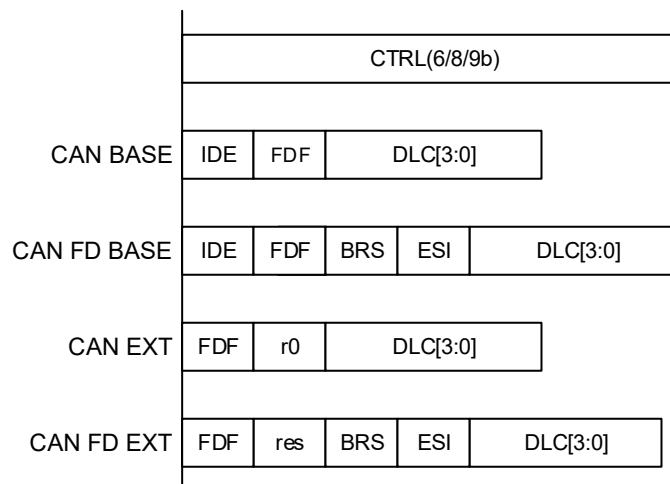 CTRL(6/8/9b)
CAN BASE IDE FDF DLC[3:0]
CAN FD BASE IDE FDF BRS ESI DLC[3:0]
CAN EXT FDF r0 DLC[3:0]
CAN FD EXT FDF res BRS ESI DLC[3:0]